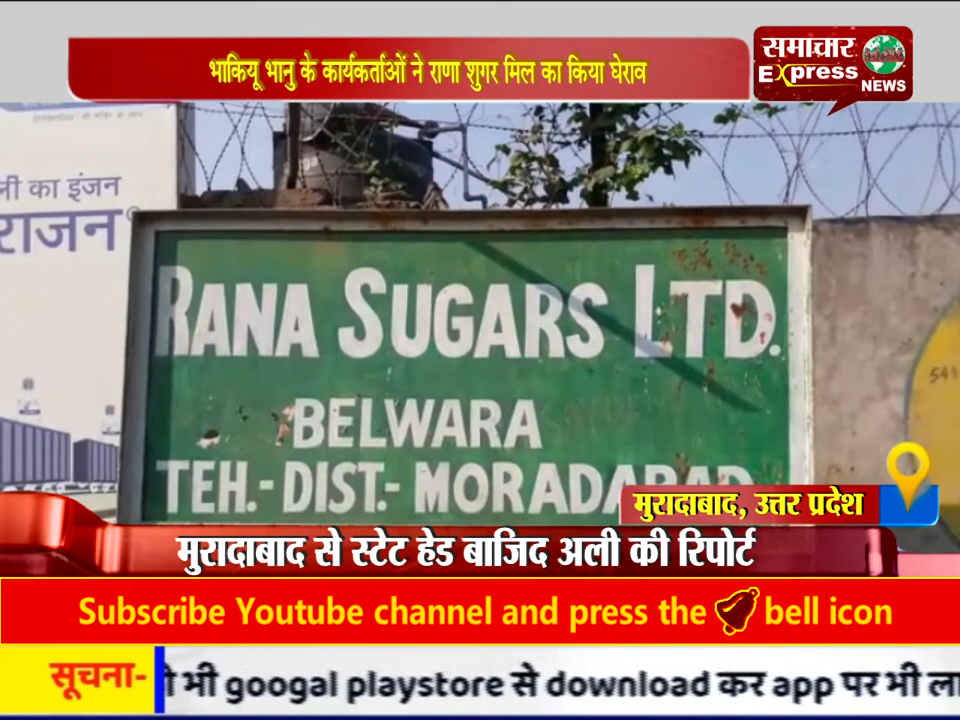 भाकियू भानु के कार्यकर्ताओं ने राणा शुगर मिल का किया घेराव
समाचार
Express
NEWS
का इंजन
राजन
RANA SUGARS LTD.
BELWARA
TEH.- DIST.- MORADABAD
मुरादाबाद, उत्तर प्रदेश
मुरादाबाद से स्टेट हेड बाजिद अली की रिपोर्ट
Subscribe Youtube channel and press the bell icon
सूचना- भी googal playstore से download कर app पर भी